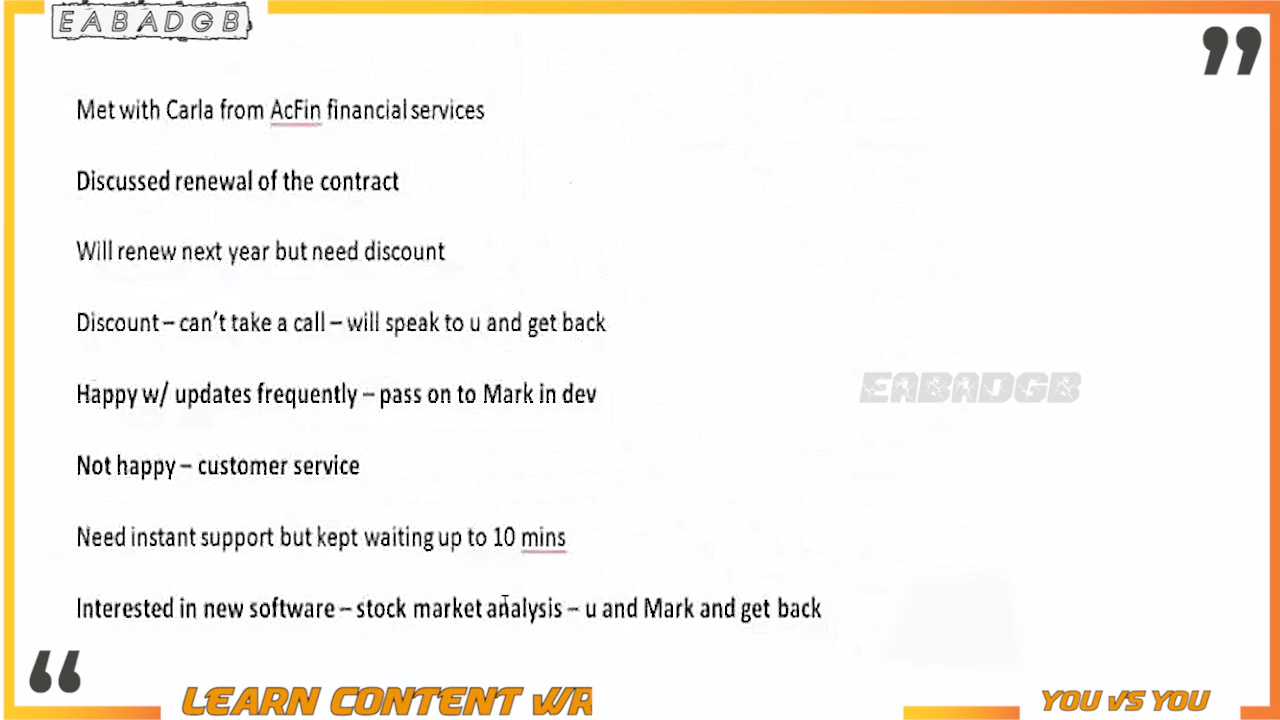 EABADGB
Met with Carla from AcFin financial services
Discussed renewal of the contract
Will renew next year but need discount
Discount – can't take a call – will speak to u and get back
Happy w/ updates frequently – pass on to Mark in dev
EABADGB
Not happy – customer service
Need instant support but kept waiting up to 10 mins
Interested in new software – stock market analysis – u and Mark and get back
LEARN CONTENT WR
YOU VS YOU